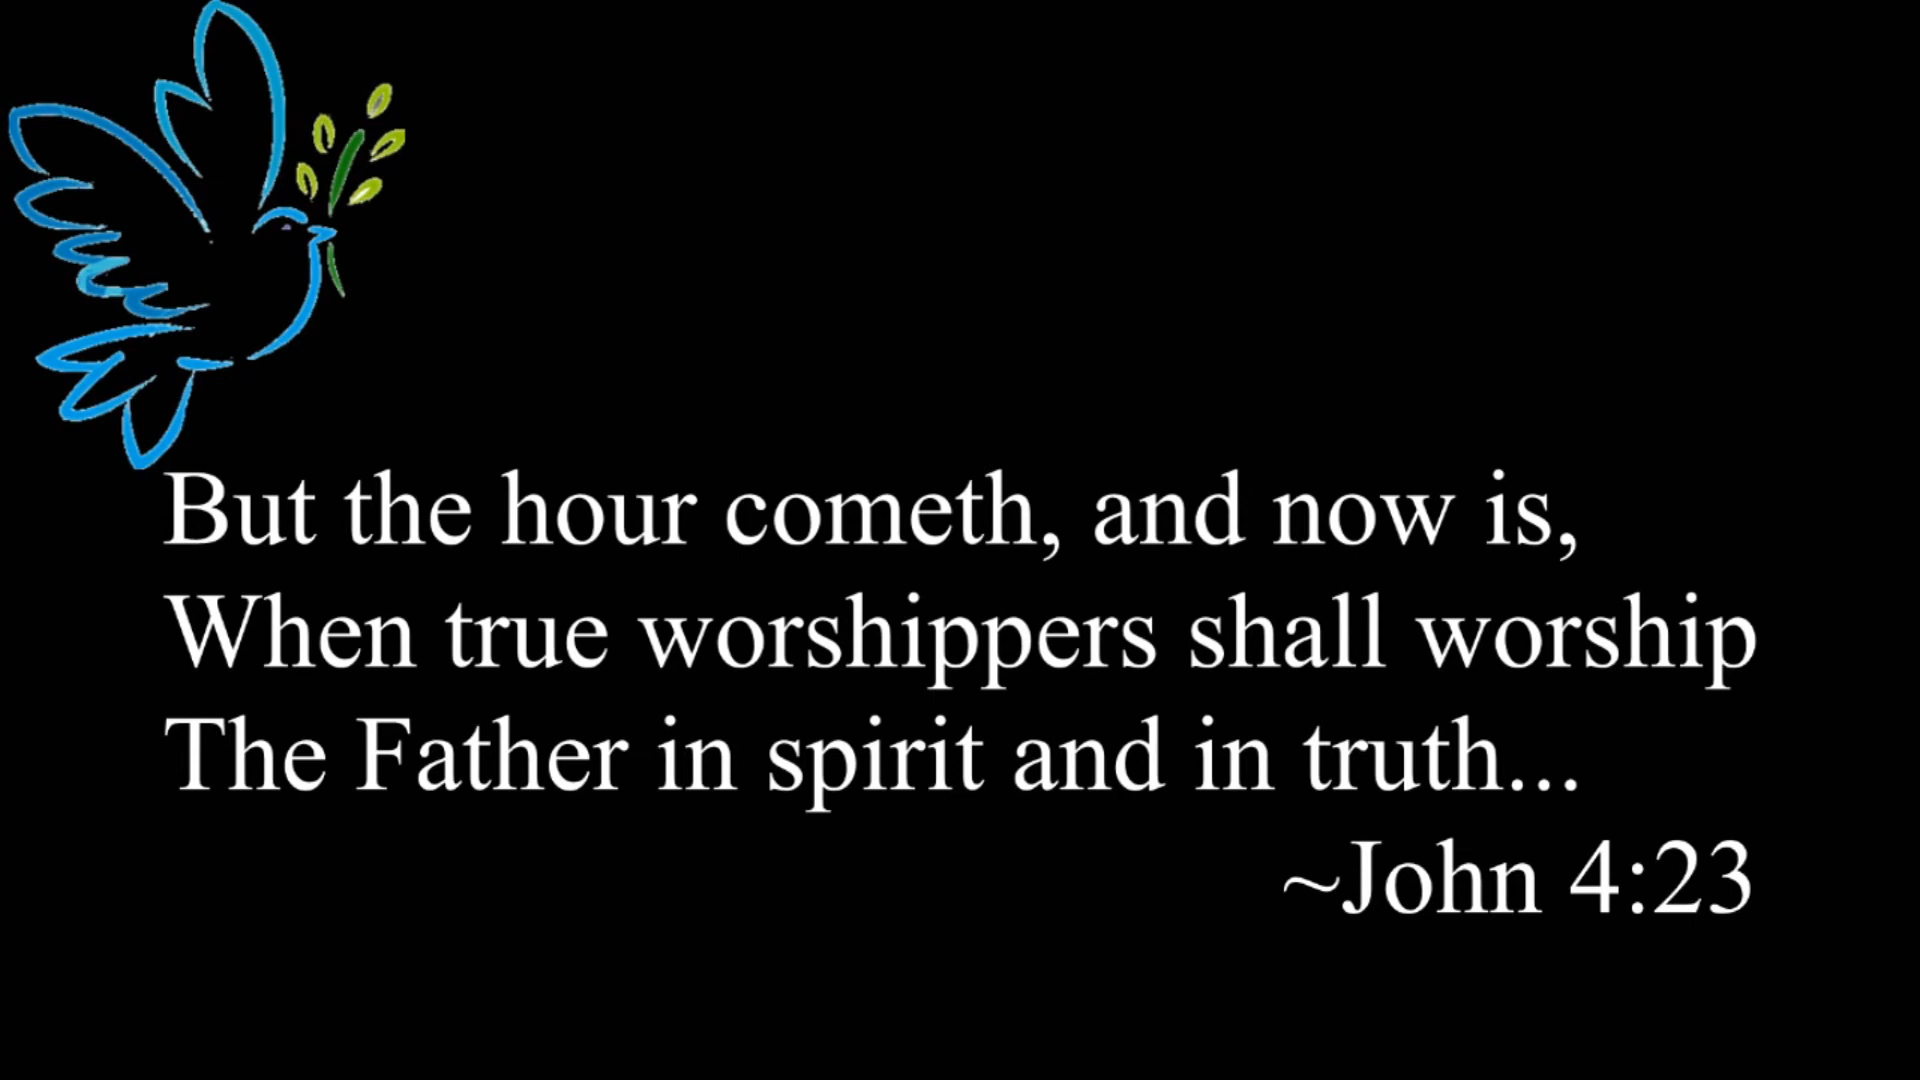 But the hour cometh, and now is,
When true worshippers shall worship
The Father in spirit and in truth...
~John 4:23